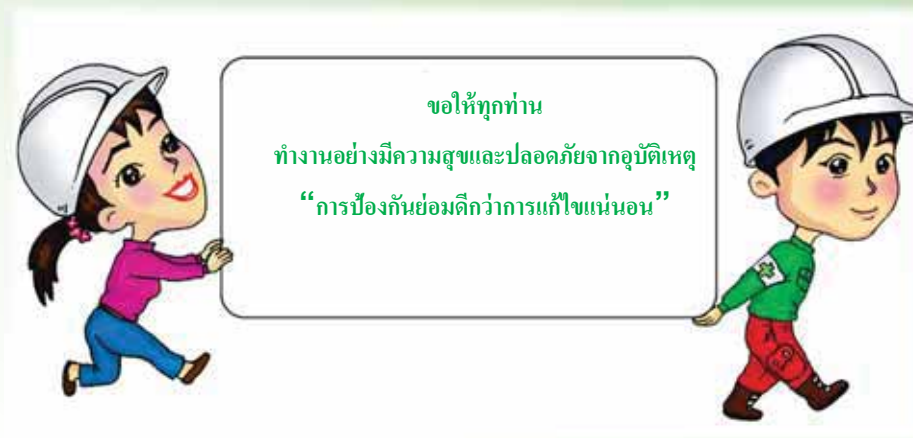 ขอให้ทุกท่าน
ทำงานอย่างมีความสุขและปลอดภัยจากอุบัติเหตุ
“การป้องกันย่อมดีกว่าการแก้ไขแน่นอน”